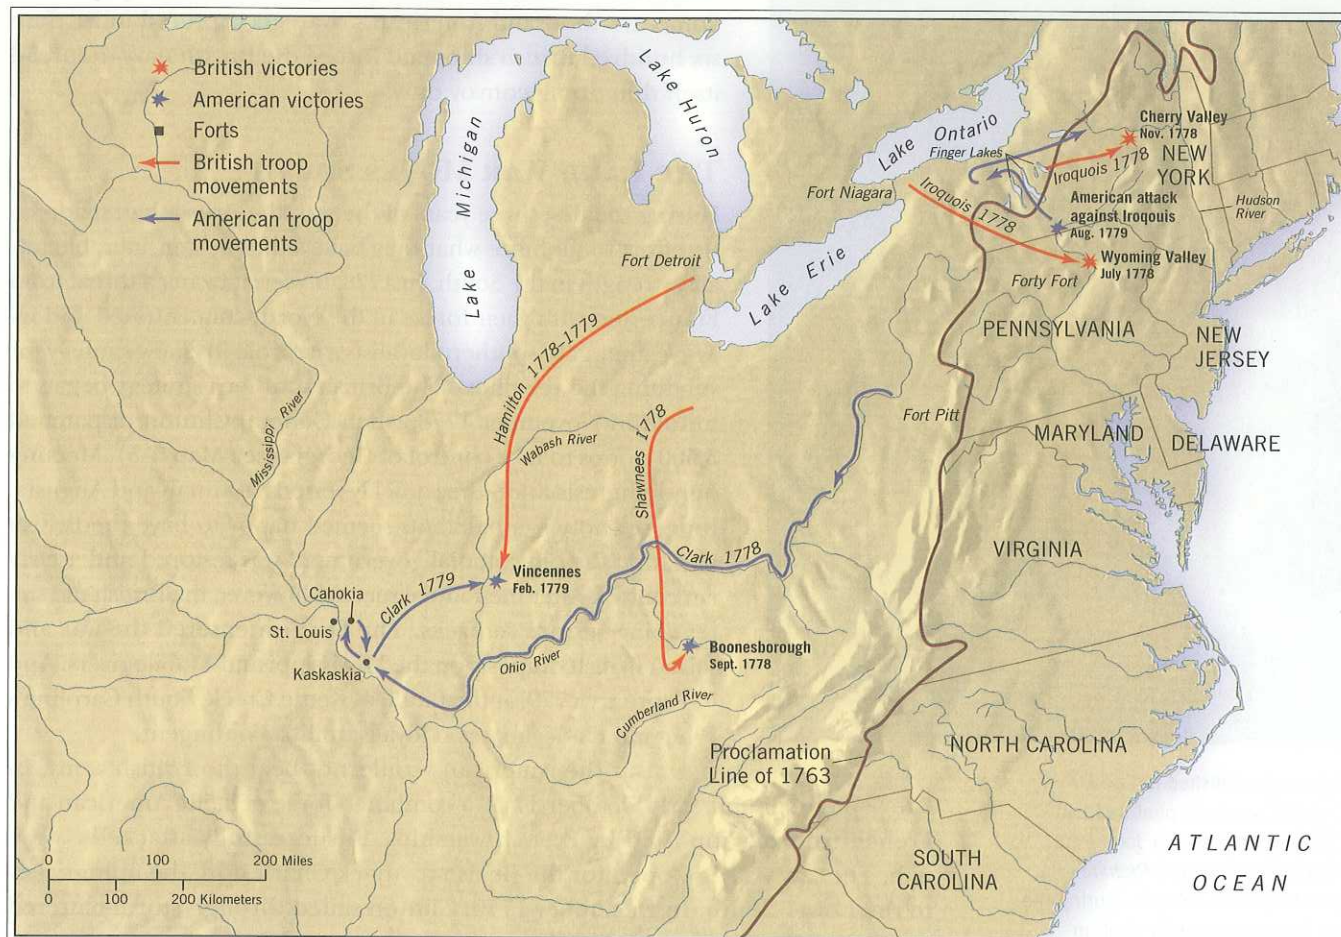 British victories
American victories
Forts
British troop
movements
American troop
movements
Lake Michigan
Lake Huron
Lake Ontario
Finger Lakes
Cherry Valley
Nov. 1778
Iroquois 1778
NEW
YORK
Fort Niagara
Iroquois 1778
American attack
against Iroqouis
Aug. 1779
Hudson
River
Fort Detroit
Lake Erie
Wyoming Valley
July 1778
Forty Fort
PENNSYLVANIA
NEW
JERSEY
Hamilton 1778–1779
Mississippi River
Wabash River
Shawnees 1778
Fort Pitt
MARYLAND
DELAWARE
Clark 1778
VIRGINIA
Vincennes
Feb. 1779
Clark 1779
Cahokia
St. Louis
Kaskaskia
Ohio River
Boonesborough
Sept. 1778
Cumberland River
Proclamation
Line of 1763
NORTH CAROLINA
SOUTH
CAROLINA
ATLANTIC
OCEAN
0 100 200 Miles
0 100 200 Kilometers